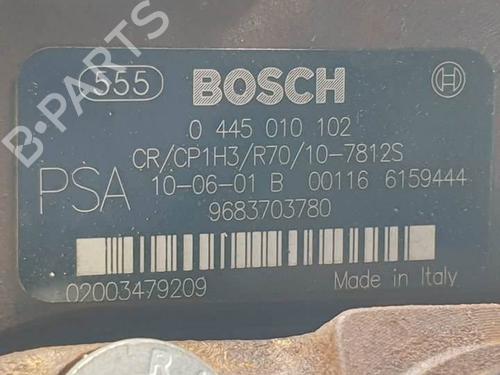 B-PARTS
555 BOSCH
0 445 010 102
CR/CP1H3/R70/10-7812S
PSA 10-06-01 B 00116 6159444
9683703780
02003479209 Made in Italy
R